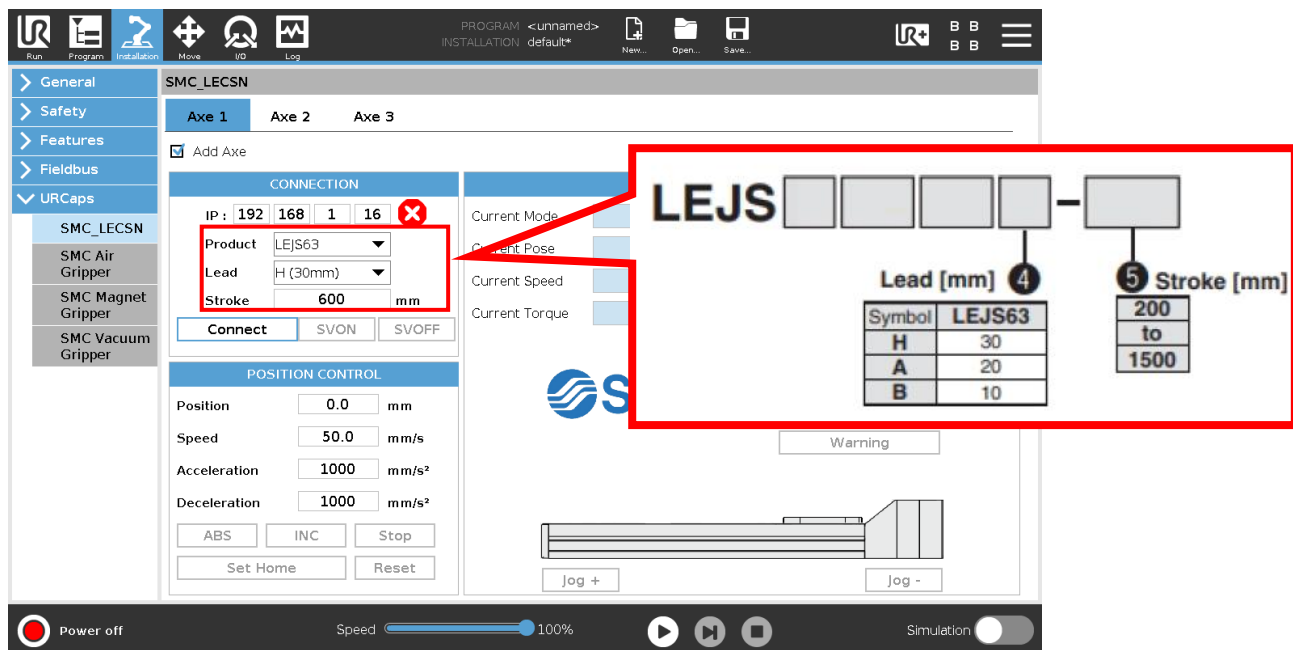 PROGRAM <unnamed>
INSTALLATION default*
Run Program Installation Move I/O Log New... Open... Save...
UR+
B B
B B
General
Safety
Features
Fieldbus
URCaps
SMC_LECSN
SMC Air
Gripper
SMC Magnet
Gripper
SMC Vacuum
Gripper
SMC_LECSN
Axe 1 Axe 2 Axe 3
Add Axe
CONNECTION
IP : 192 168 1 16
Product LEJS63
Lead H (30mm)
Stroke 600 mm
Connect SVON SVOFF
POSITION CONTROL
Position 0.0 mm
Speed 50.0 mm/s
Acceleration 1000 mm/s²
Deceleration 1000 mm/s²
ABS INC Stop
Set Home Reset
Current Mode
Current Pose
Current Speed
Current Torque
S
Warning
Jog + Jog -
LEJS -
Lead [mm] 4
Symbol LEJS63
H 30
A 20
B 10
5 Stroke [mm]
200
to
1500
Power off
Speed 100%
Simulation